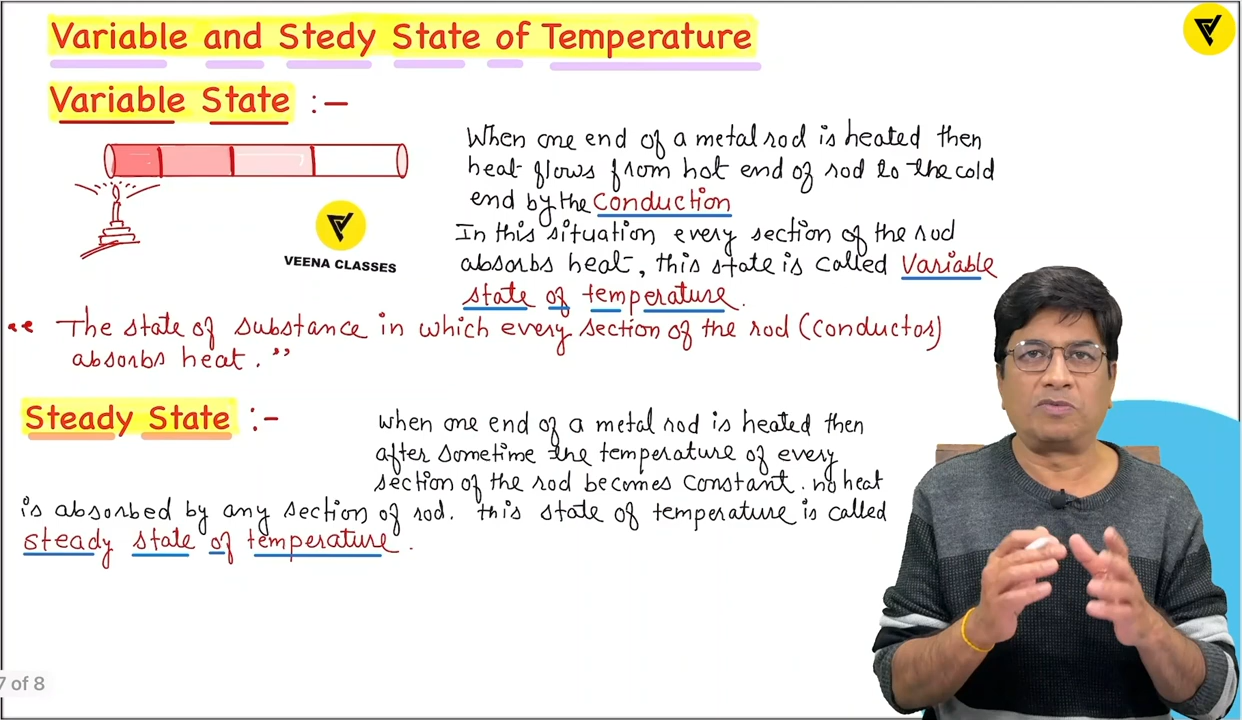 Variable and Stedy State of Temperature
Variable State :-
When one end of a metal rod is heated then
heat flows from hot end of rod to the cold
end by the Conduction
In this situation every section of the rod
absorbs heat, this state is called Variable
state of temperature.
VEENA CLASSES
"The state of substance in which every section of the rod (conductor)
absorbs heat."
Steady State :-
when one end of a metal rod is heated then
after sometime the temperature of every
section of the rod becomes constant. no heat
is absorbed by any section of rod. This state of temperature is called
steady state of temperature.
7 of 8